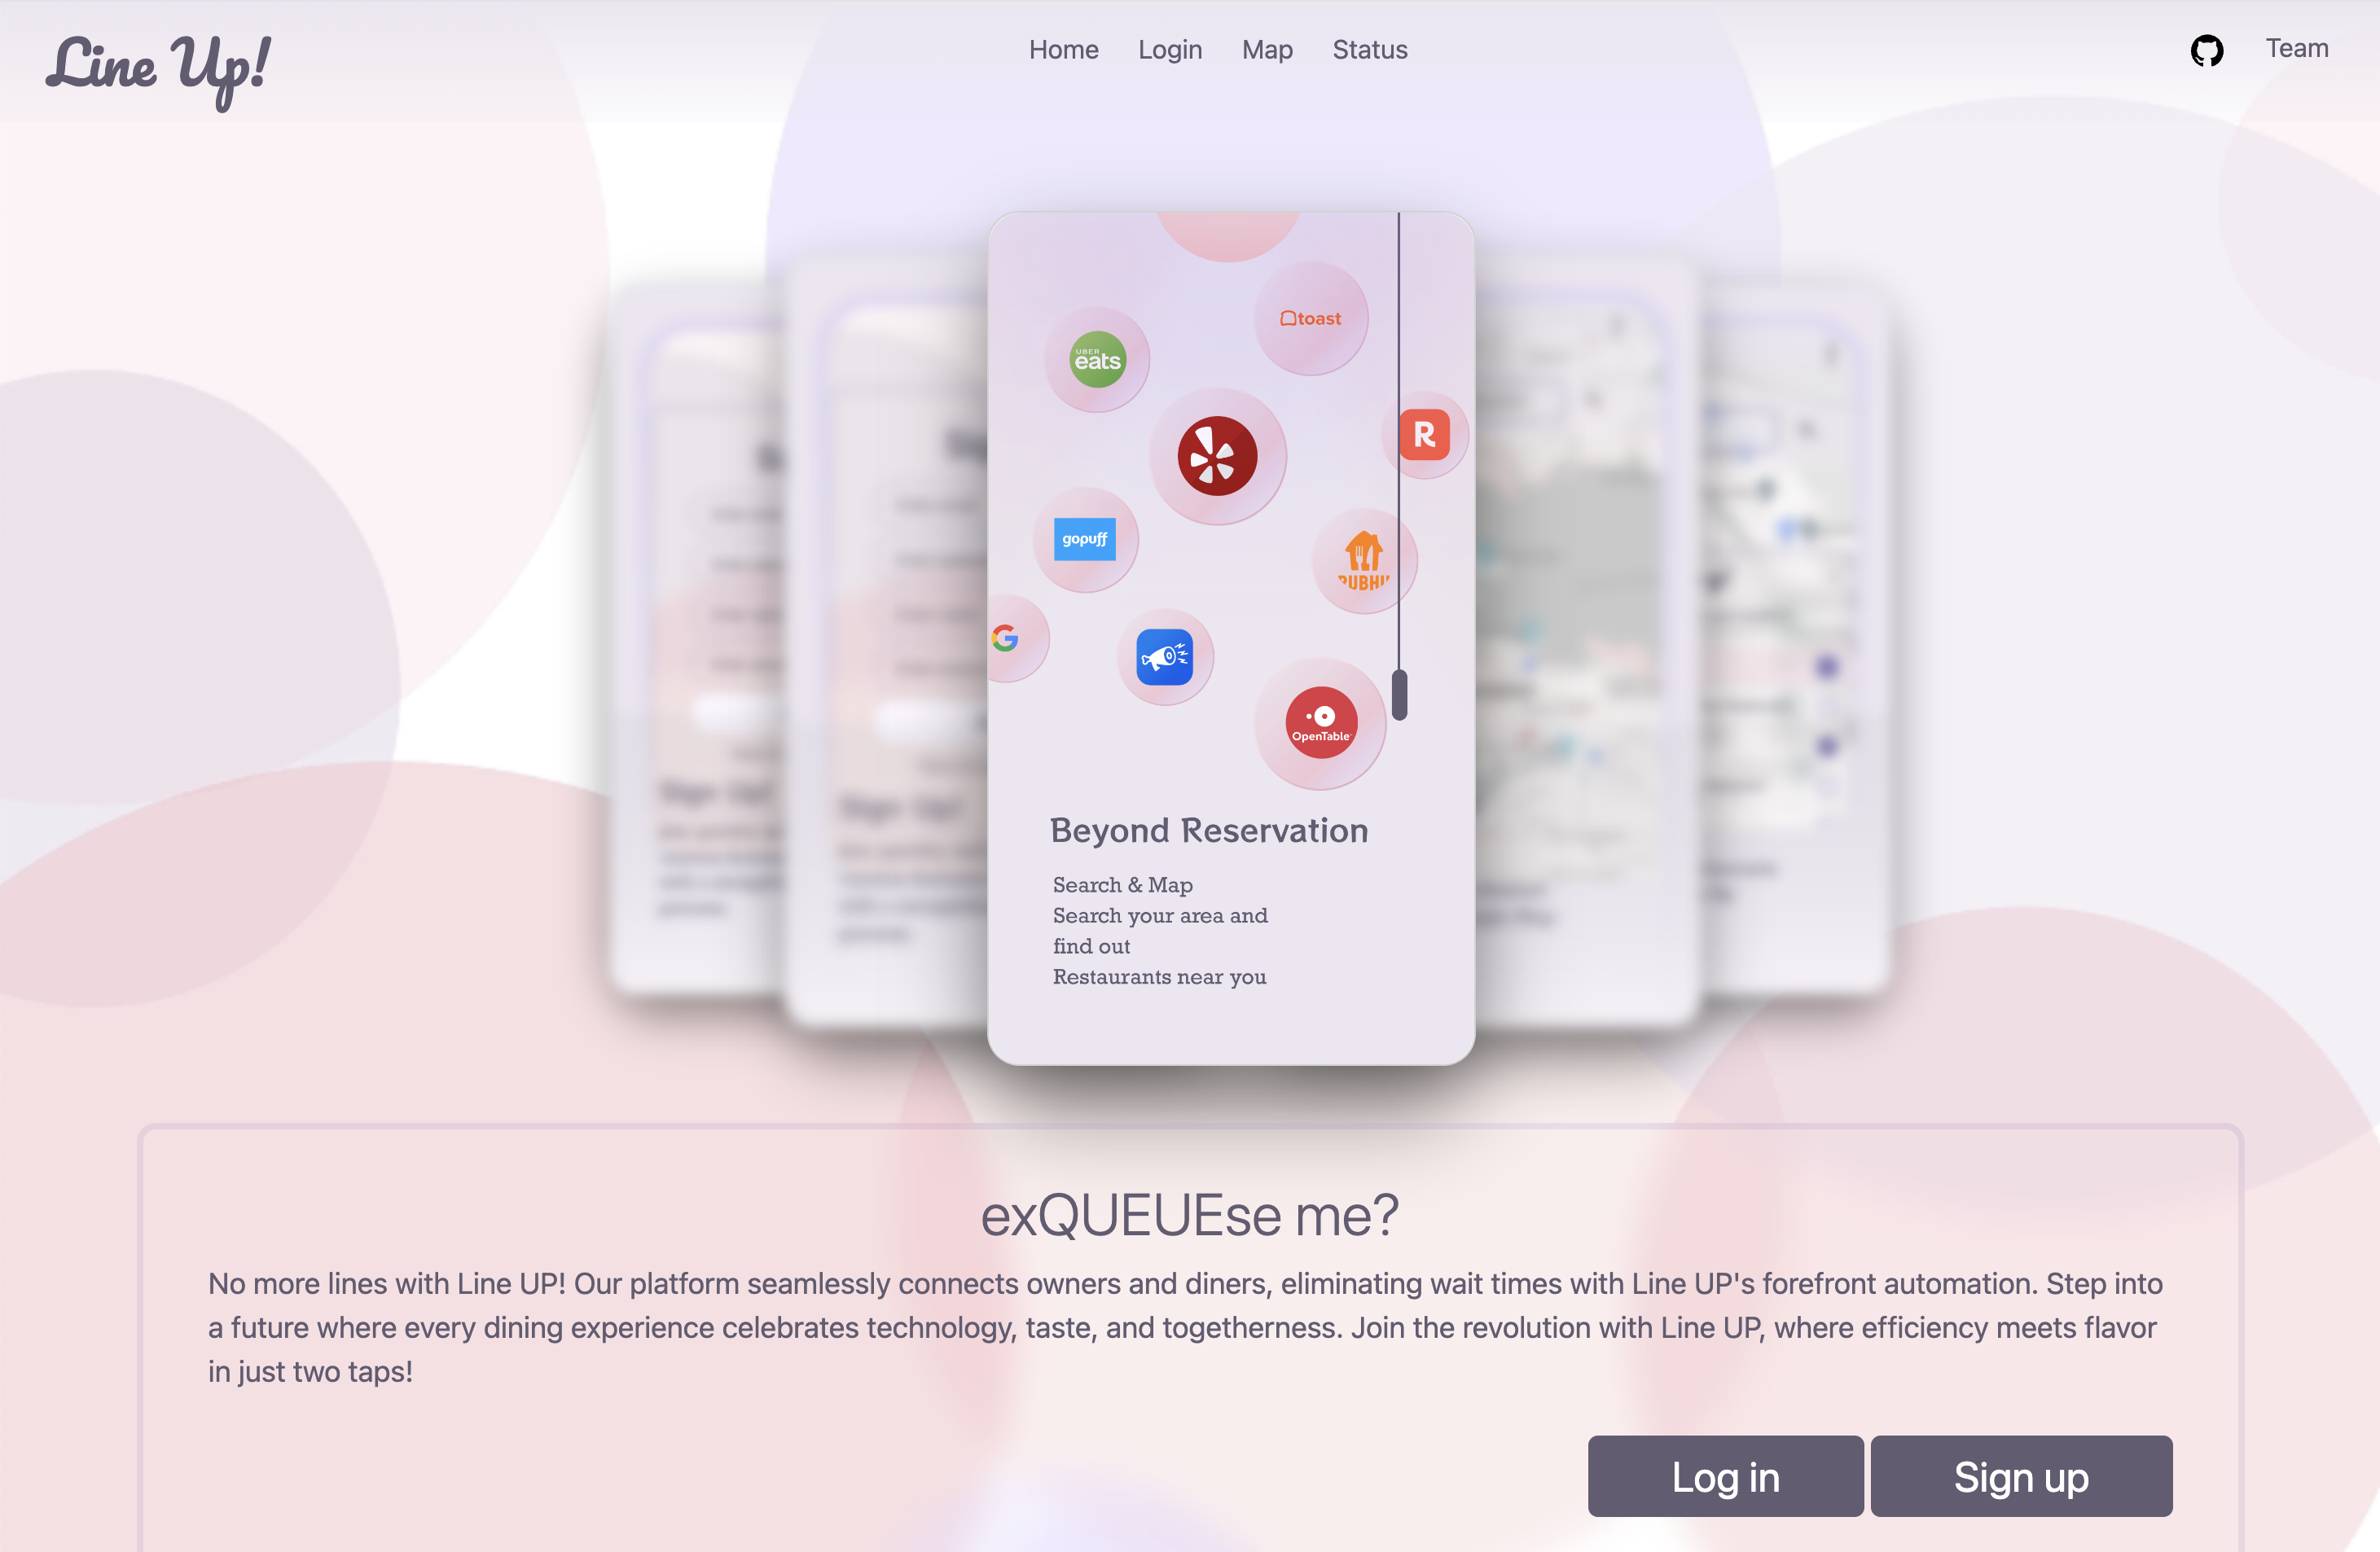 Line Up!
Home Login Map Status
Team
toast
UBER
eats
R
gopuff
G
OpenTable
Sign Up!
Sign Up!
Beyond Reservation
Search & Map
Search your area and
find out
Restaurants near you
exQUEUEse me?
No more lines with Line UP! Our platform seamlessly connects owners and diners, eliminating wait times with Line UP's forefront automation. Step into
a future where every dining experience celebrates technology, taste, and togetherness. Join the revolution with Line UP, where efficiency meets flavor
in just two taps!
Log in
Sign up